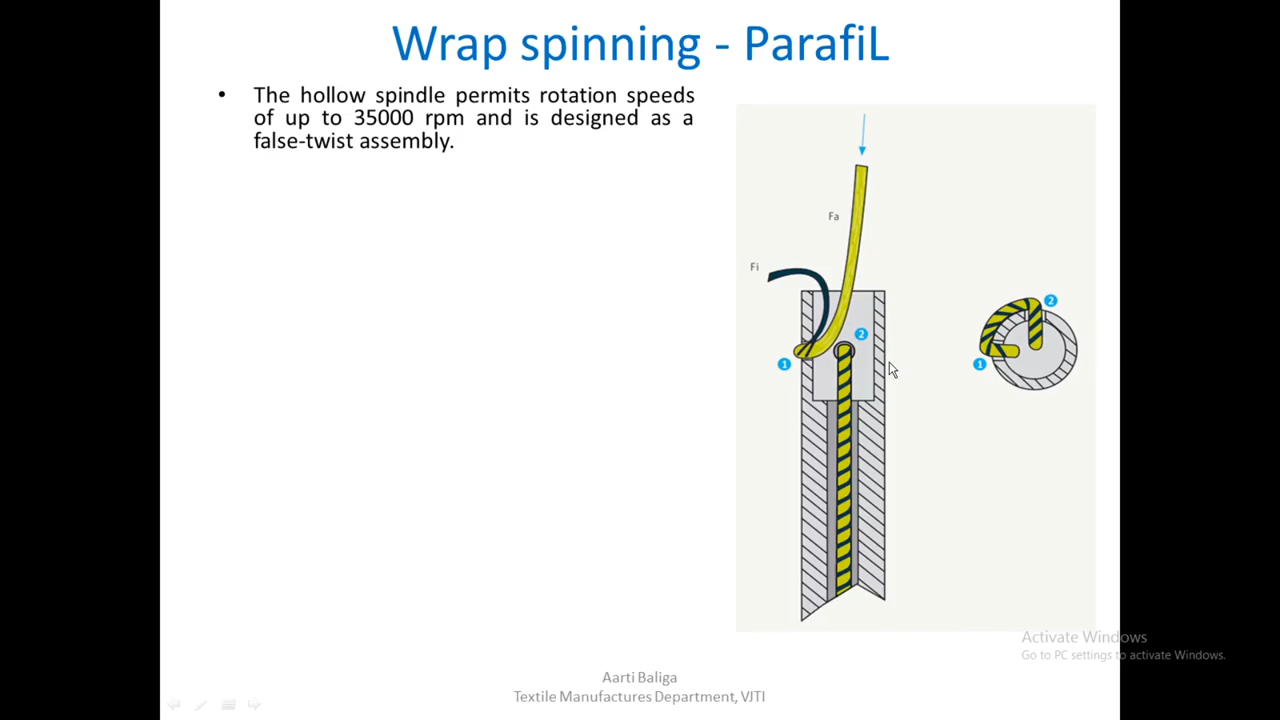 Wrap spinning - ParafiL
• The hollow spindle permits rotation speeds
of up to 35000 rpm and is designed as a
false-twist assembly.
Fa
Fi
2
1
2
1
Activate Windows
Go to PC settings to activate Windows.
Aarti Baliga
Textile Manufactures Department, VJTI